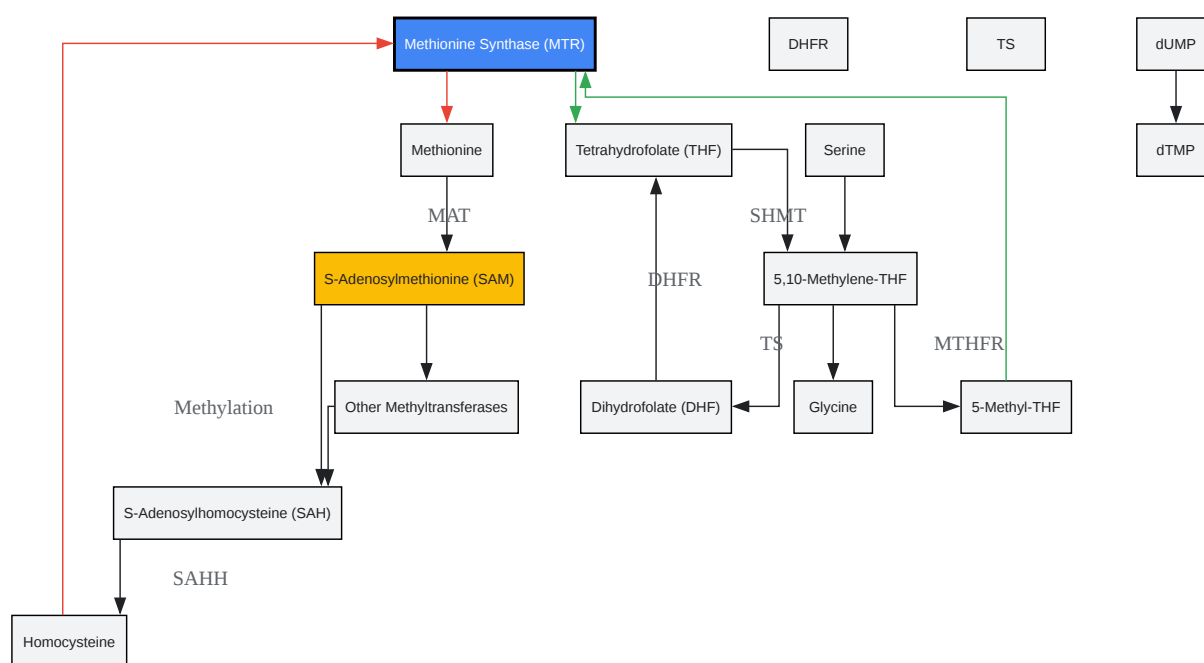 Methionine Synthase (MTR)
DHFR
TS
dUMP
Methionine
Tetrahydrofolate (THF)
Serine
dTMP
MAT
SHMT
S-Adenosylmethionine (SAM)
DHFR
5,10-Methylene-THF
TS
MTHFR
Methylation
Other Methyltransferases
Dihydrofolate (DHF)
Glycine
5-Methyl-THF
S-Adenosylhomocysteine (SAH)
SAHH
Homocysteine